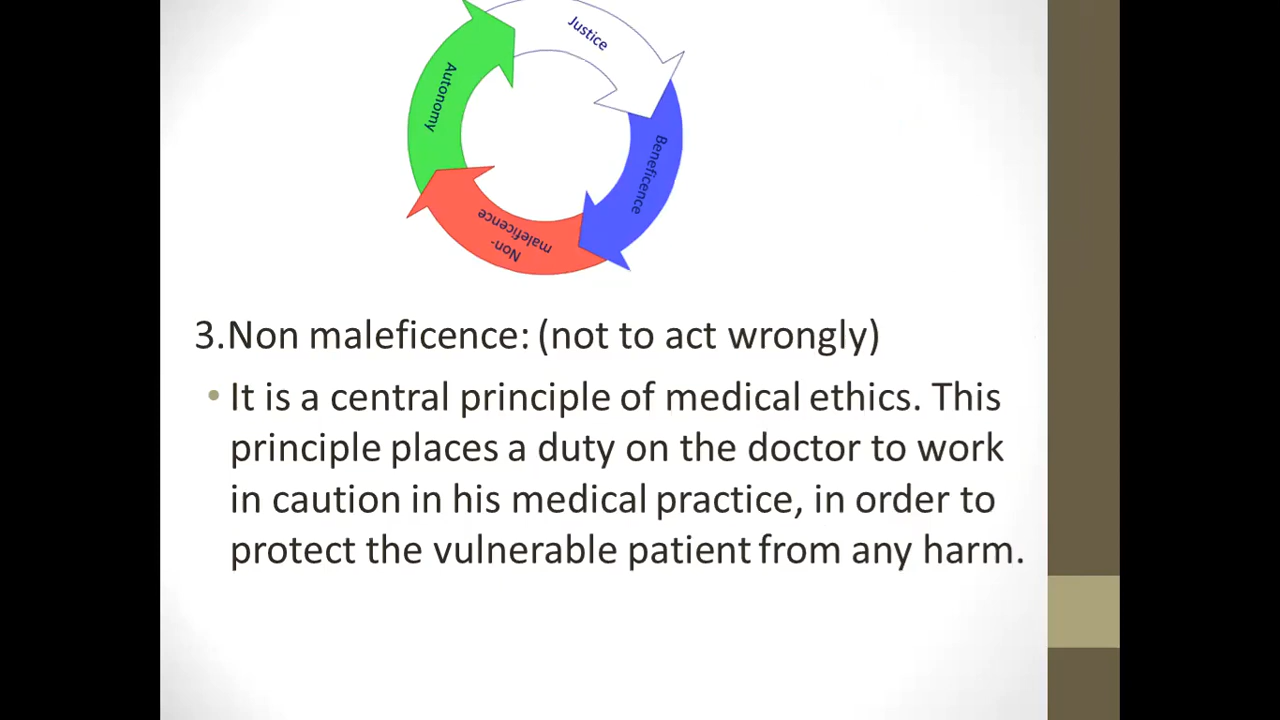 Justice
Autonomy
Beneficence
Non-
maleficence
3.Non maleficence: (not to act wrongly)
• It is a central principle of medical ethics. This
principle places a duty on the doctor to work
in caution in his medical practice, in order to
protect the vulnerable patient from any harm.